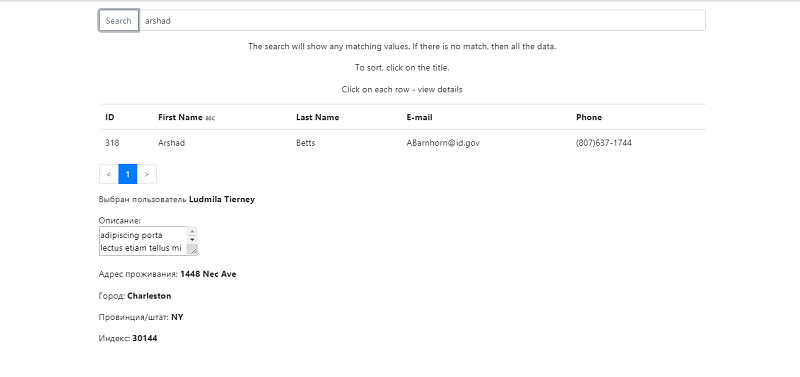 Search arshad
The search will show any matching values. If there is no match, then all the data.
To sort, click on the title.
Click on each row - view details
ID First Name asc Last Name E-mail Phone
318 Arshad Betts ABarnhorn@id.gov (807)637-1744
< 1 >
Выбран пользователь Ludmila Tierney
Описание:
adipiscing porta
lectus etiam tellus mi
Адрес проживания: 1448 Nec Ave
Город: Charleston
Провинция/штат: NY
Индекс: 30144